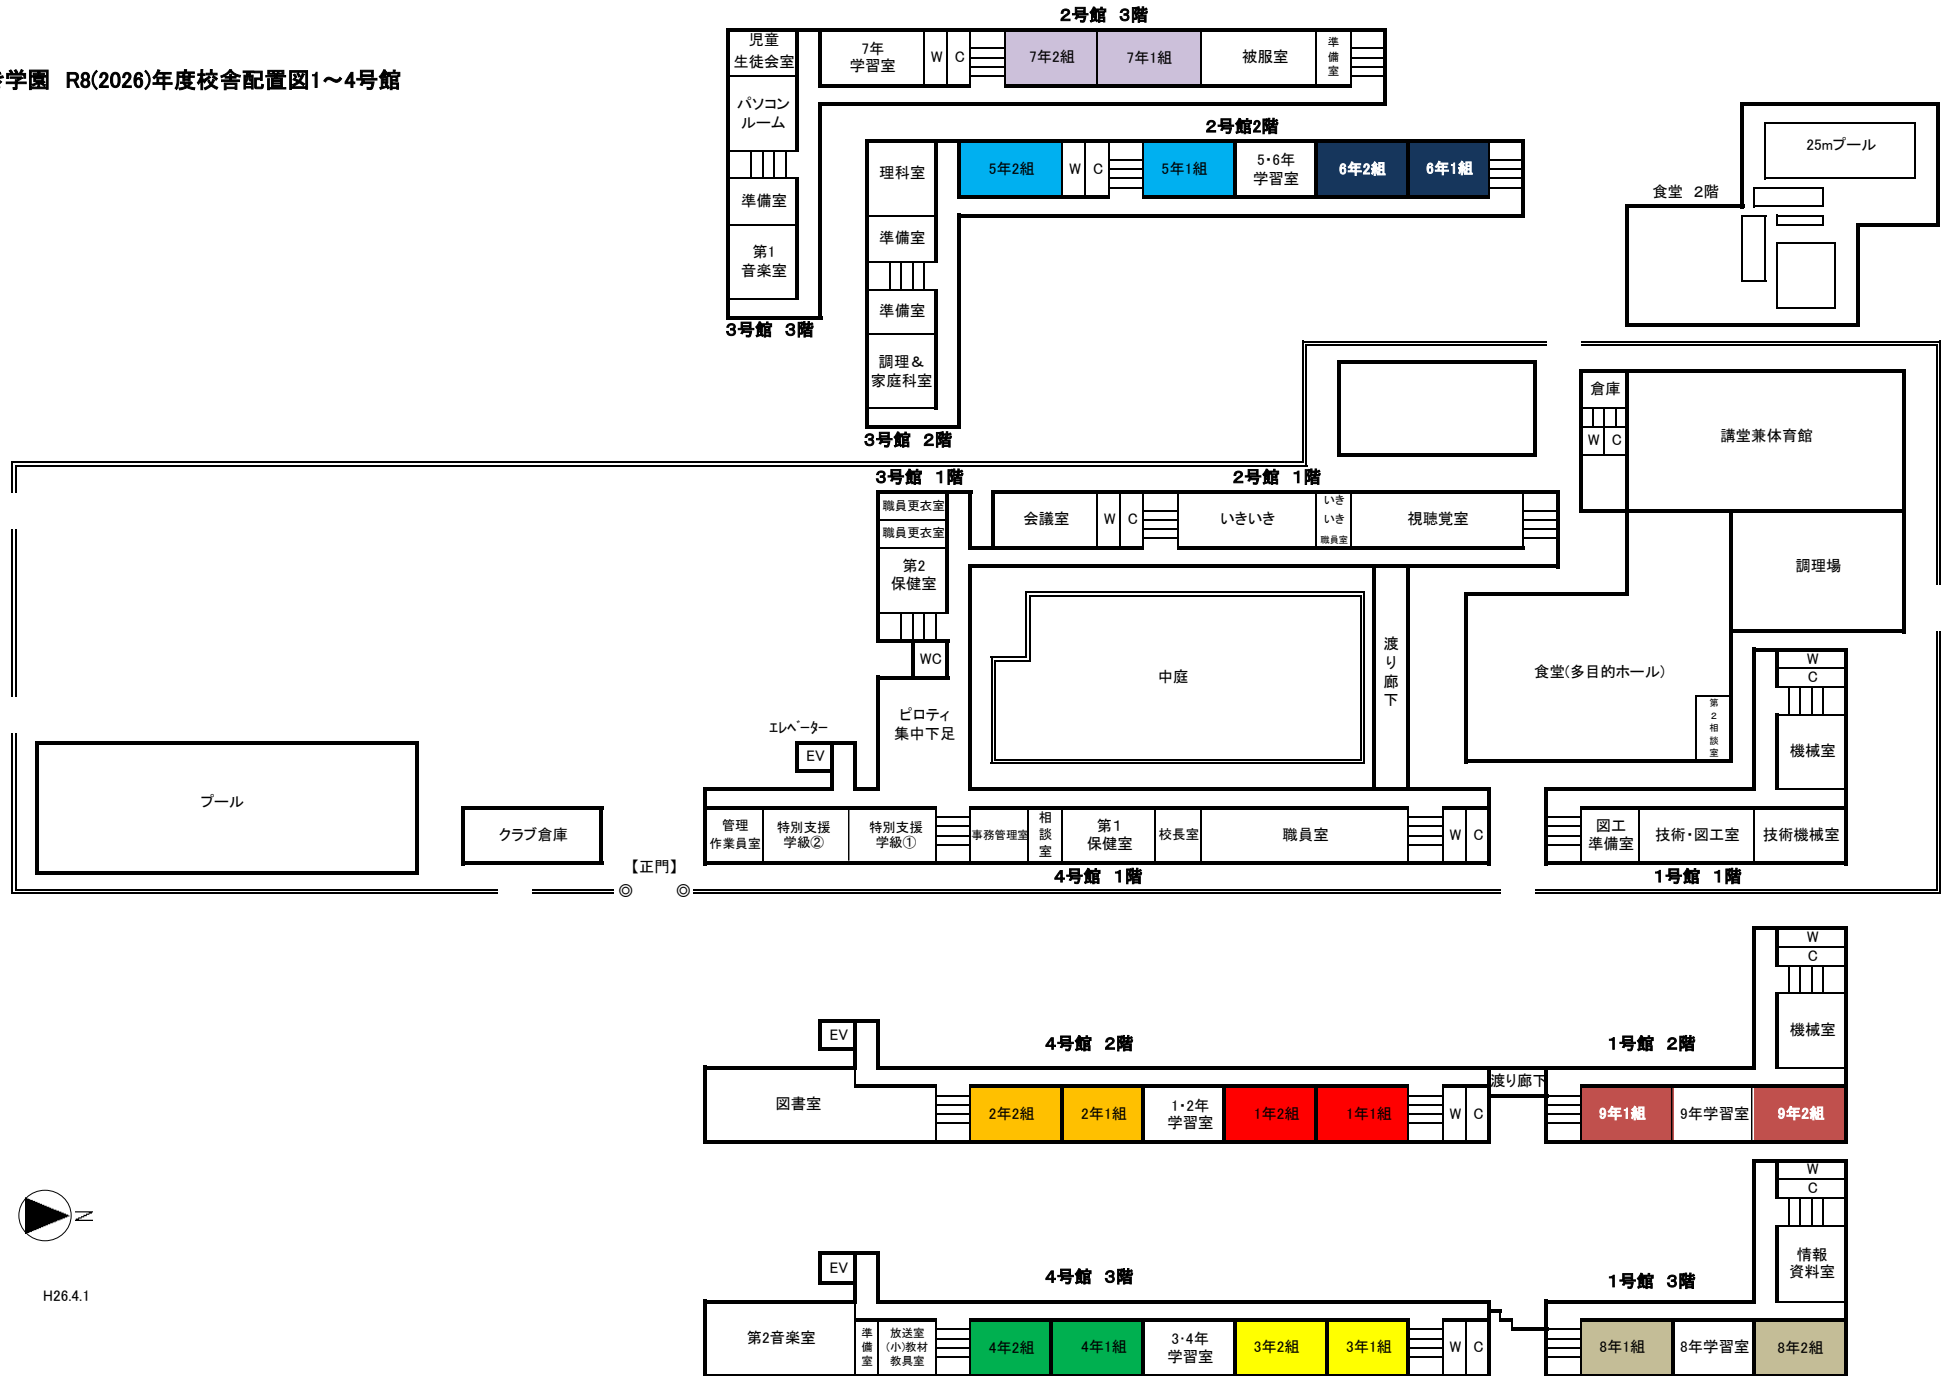 2号館 3階
学園 R8(2026)年度校舎配置図1～4号館
児童
生徒会室
7年
学習室
W C
7年2組
7年1組
被服室
準
備
室
パソコン
ルーム
準備室
第1
音楽室
3号館 3階
2号館2階
理科室
5年2組
W C
5年1組
5・6年
学習室
6年2組
6年1組
準備室
準備室
調理＆
家庭科室
3号館 2階
25mプール
食堂 2階
倉庫
W C
講堂兼体育館
調理場
食堂(多目的ホール)
第
2
相
談
室
3号館 1階
職員更衣室
職員更衣室
第2
保健室
WC
ピロティ
集中下足
2号館 1階
会議室
W C
いきいき
いき
いき
職員室
視聴覚室
中庭
渡
り
廊
下
エレベーター
EV
プール
クラブ倉庫
【正門】
◎ ◎
管理
作業員室
特別支援
学級②
特別支援
学級①
事務管理室
相
談
室
第1
保健室
校長室
職員室
W C
4号館 1階
W
C
機械室
図工
準備室
技術・図工室
技術機械室
1号館 1階
EV
4号館 2階
図書室
2年2組
2年1組
1・2年
学習室
1年2組
1年1組
W C
渡り廊下
1号館 2階
W
C
機械室
9年1組
9年学習室
9年2組
EV
4号館 3階
第2音楽室
準
備
室
放送室
(小)教材
教具室
4年2組
4年1組
3・4年
学習室
3年2組
3年1組
W C
1号館 3階
W
C
情報
資料室
8年1組
8年学習室
8年2組
N
H26.4.1